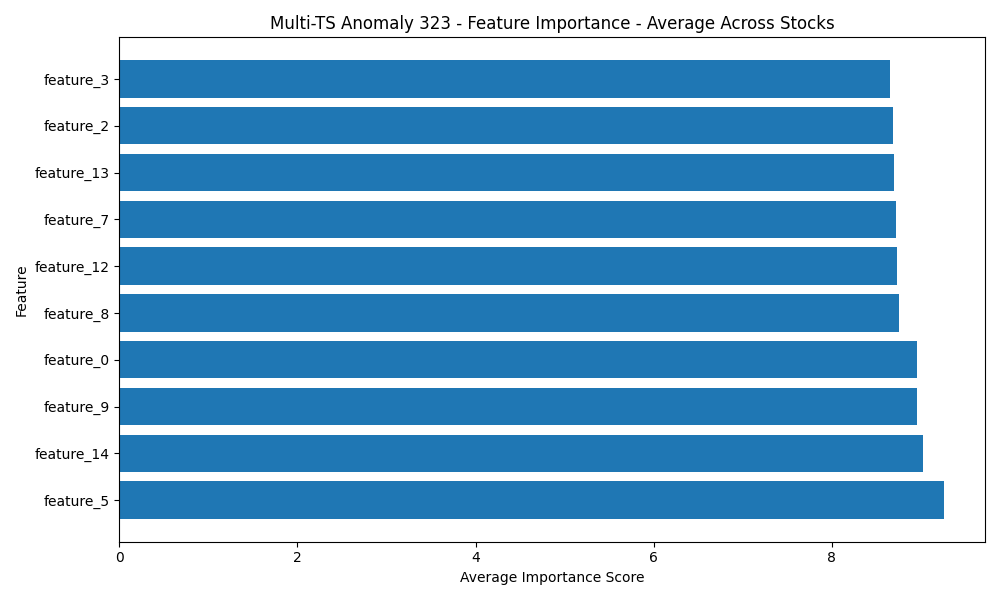 Multi-TS Anomaly 323 - Feature Importance - Average Across Stocks
feature_3
feature_2
feature_13
feature_7
feature_12
feature_8
feature_0
feature_9
feature_14
feature_5
Feature
0 2 4 6 8
Average Importance Score